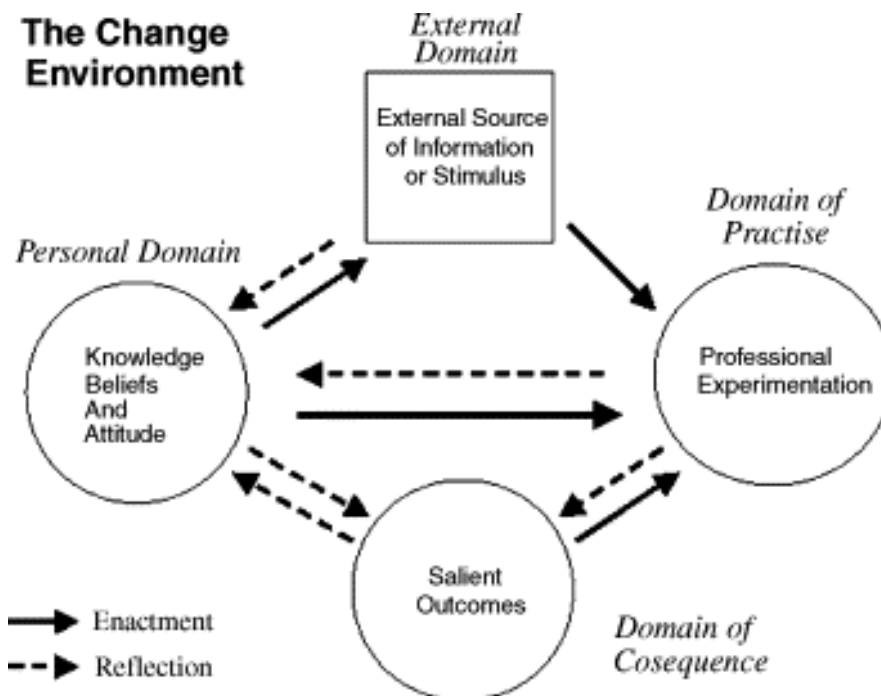 The Change
Environment
External
Domain
External Source
of Information
or Stimulus
Domain of
Practise
Personal Domain
Knowledge
Beliefs
And
Attitude
Professional
Experimentation
Salient
Outcomes
Enactment
Reflection
Domain of
Cosequence